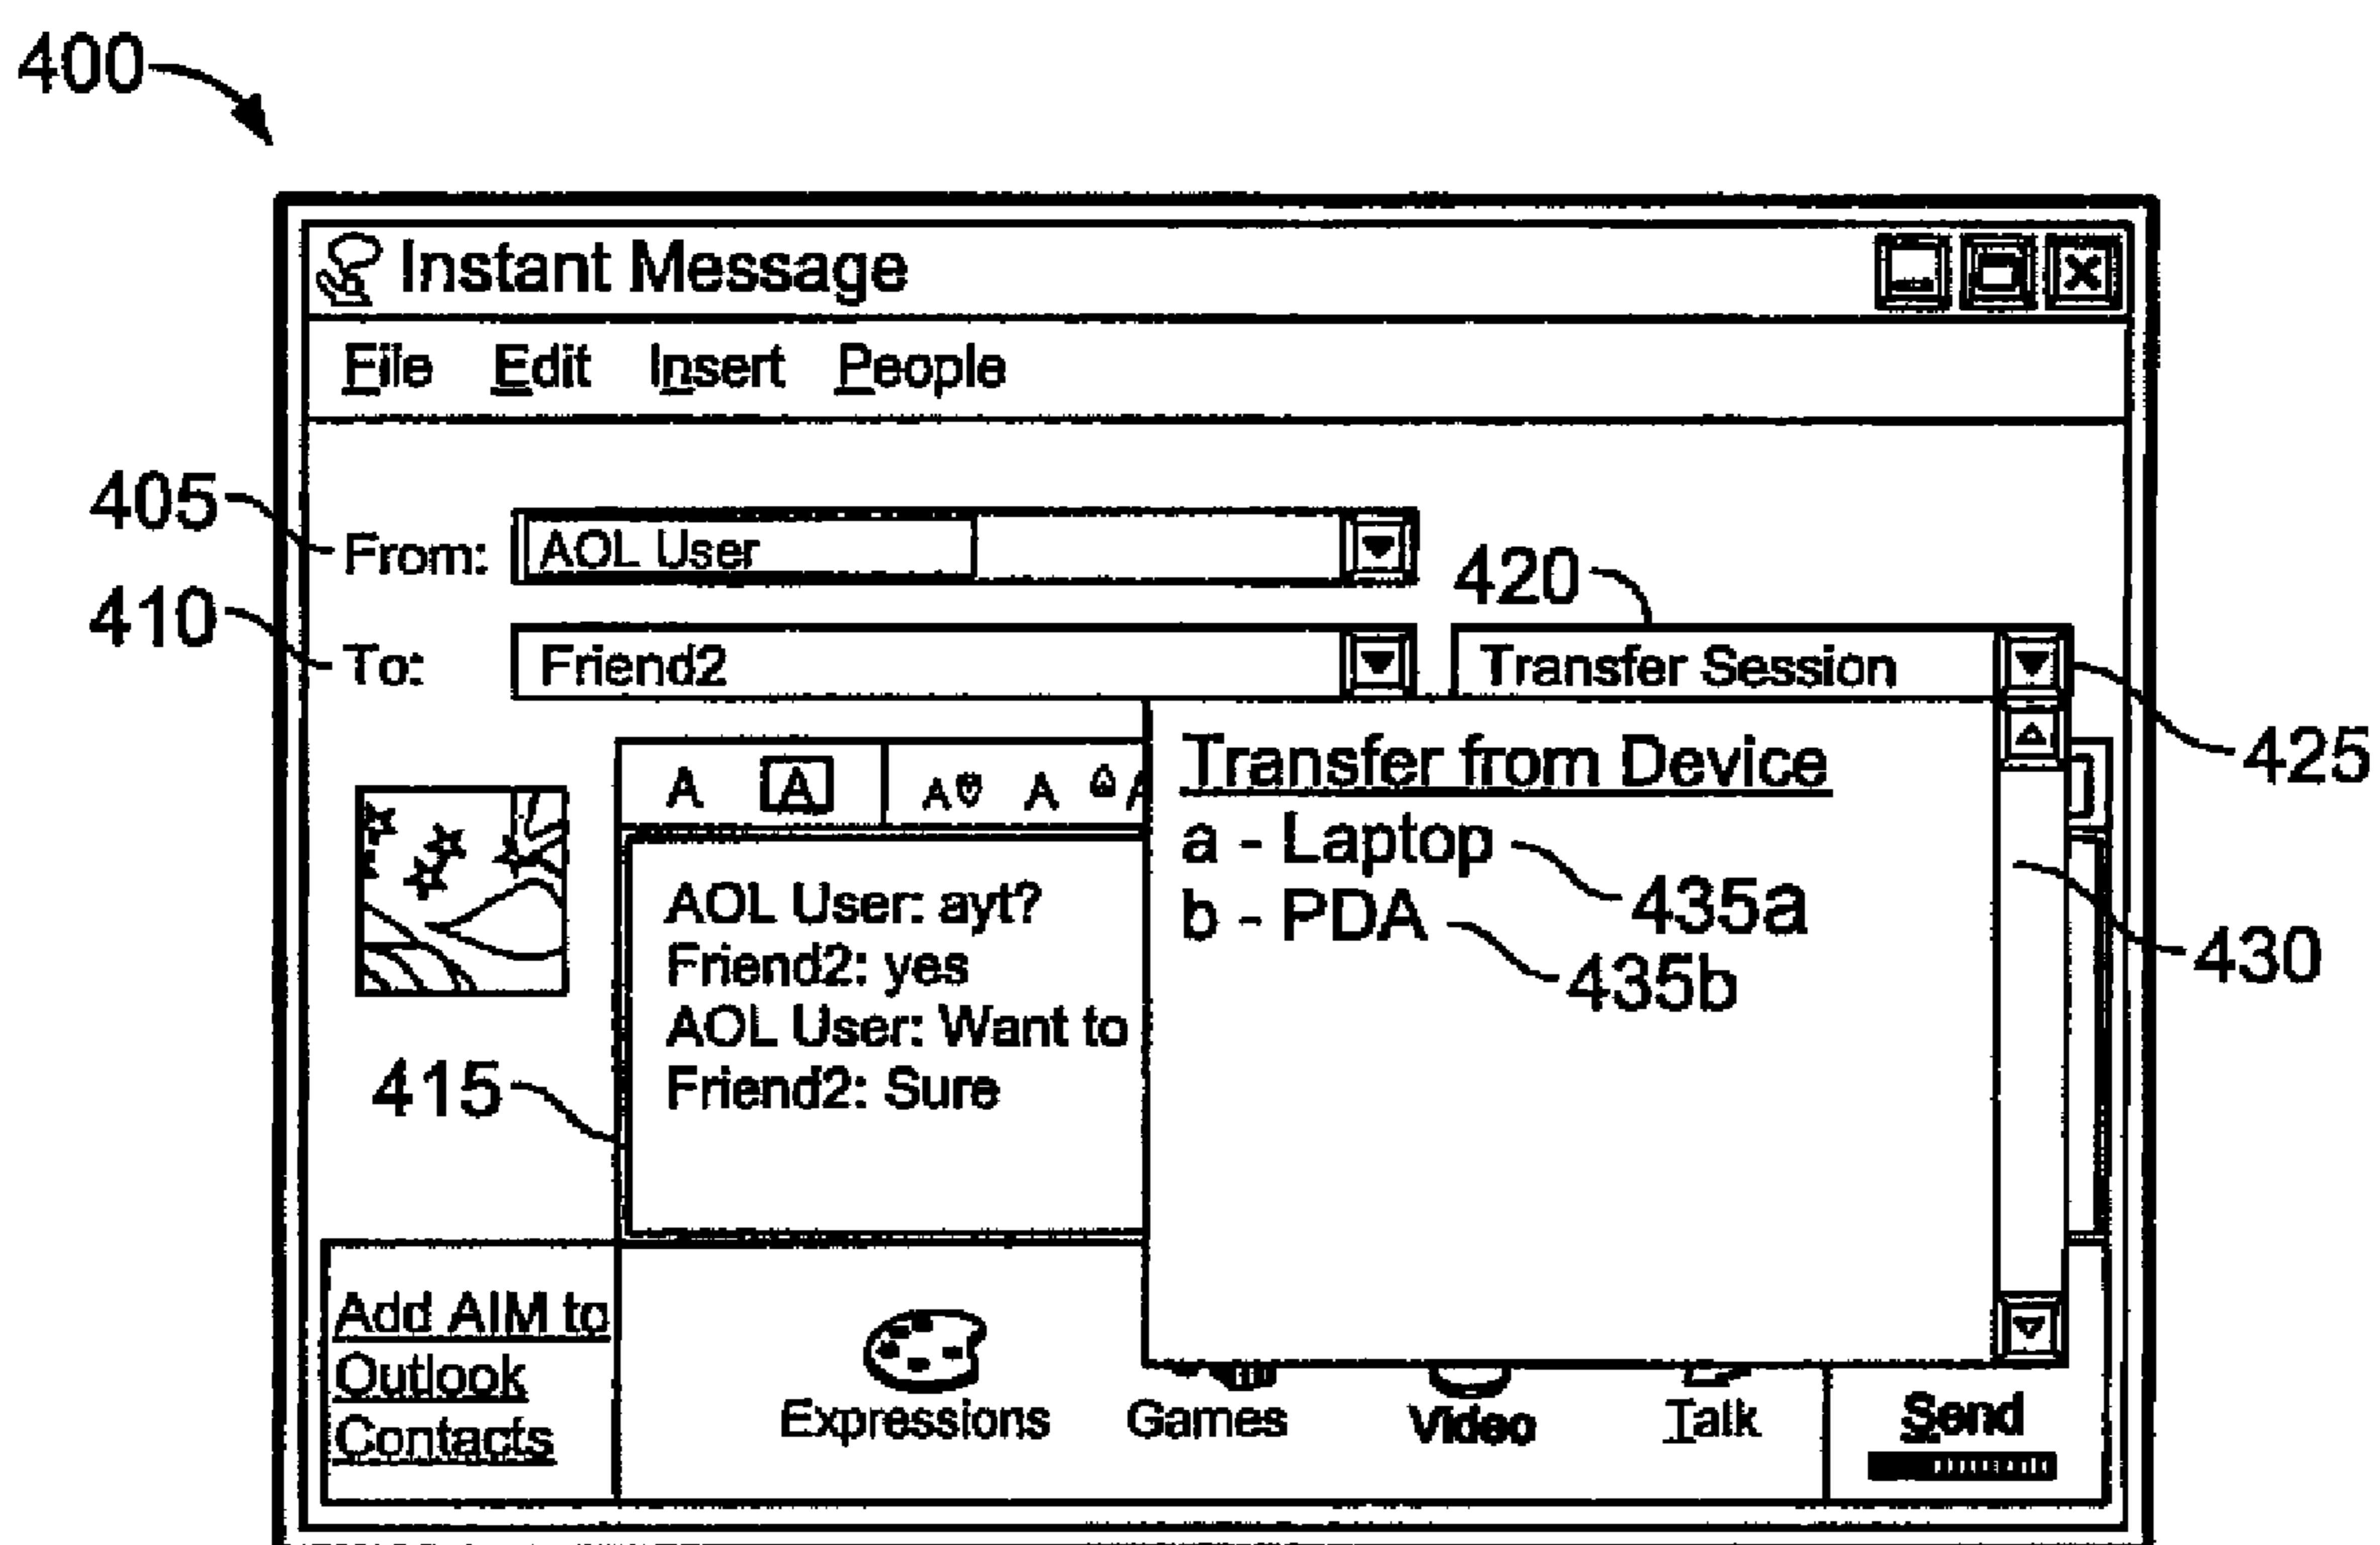 400
Instant Message
File Edit Insert People
405
From: AOL User
420
410
To: Friend2
Transfer Session
425
A A A A A
Transfer from Device
a - Laptop
435a
b - PDA
435b
430
AOL User: ayt?
Friend2: yes
AOL User: Want to
Friend2: Sure
415
Add AIM to
Outlook
Contacts
Expressions Games Video Talk Send